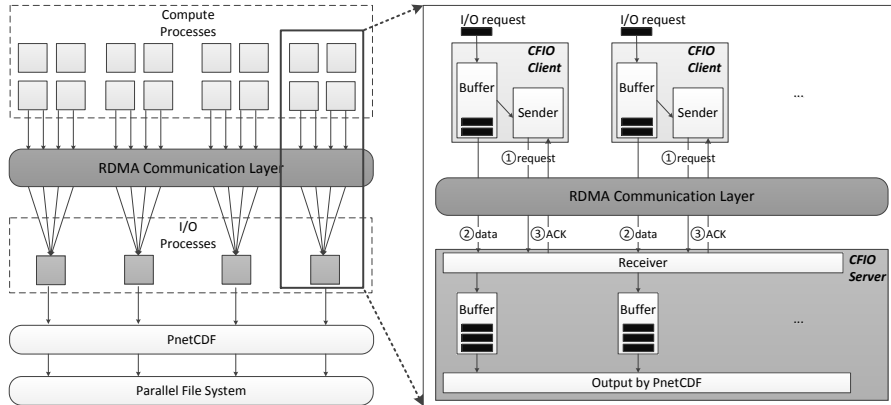 Compute
Processes
RDMA Communication Layer
I/O
Processes
PnetCDF
Parallel File System
I/O request
I/O request
CFIO
Client
CFIO
Client
Buffer
Sender
Buffer
Sender
...
①request
①request
RDMA Communication Layer
②data
③ACK
②data
③ACK
Receiver
CFIO
Server
Buffer
Buffer
...
Output by PnetCDF